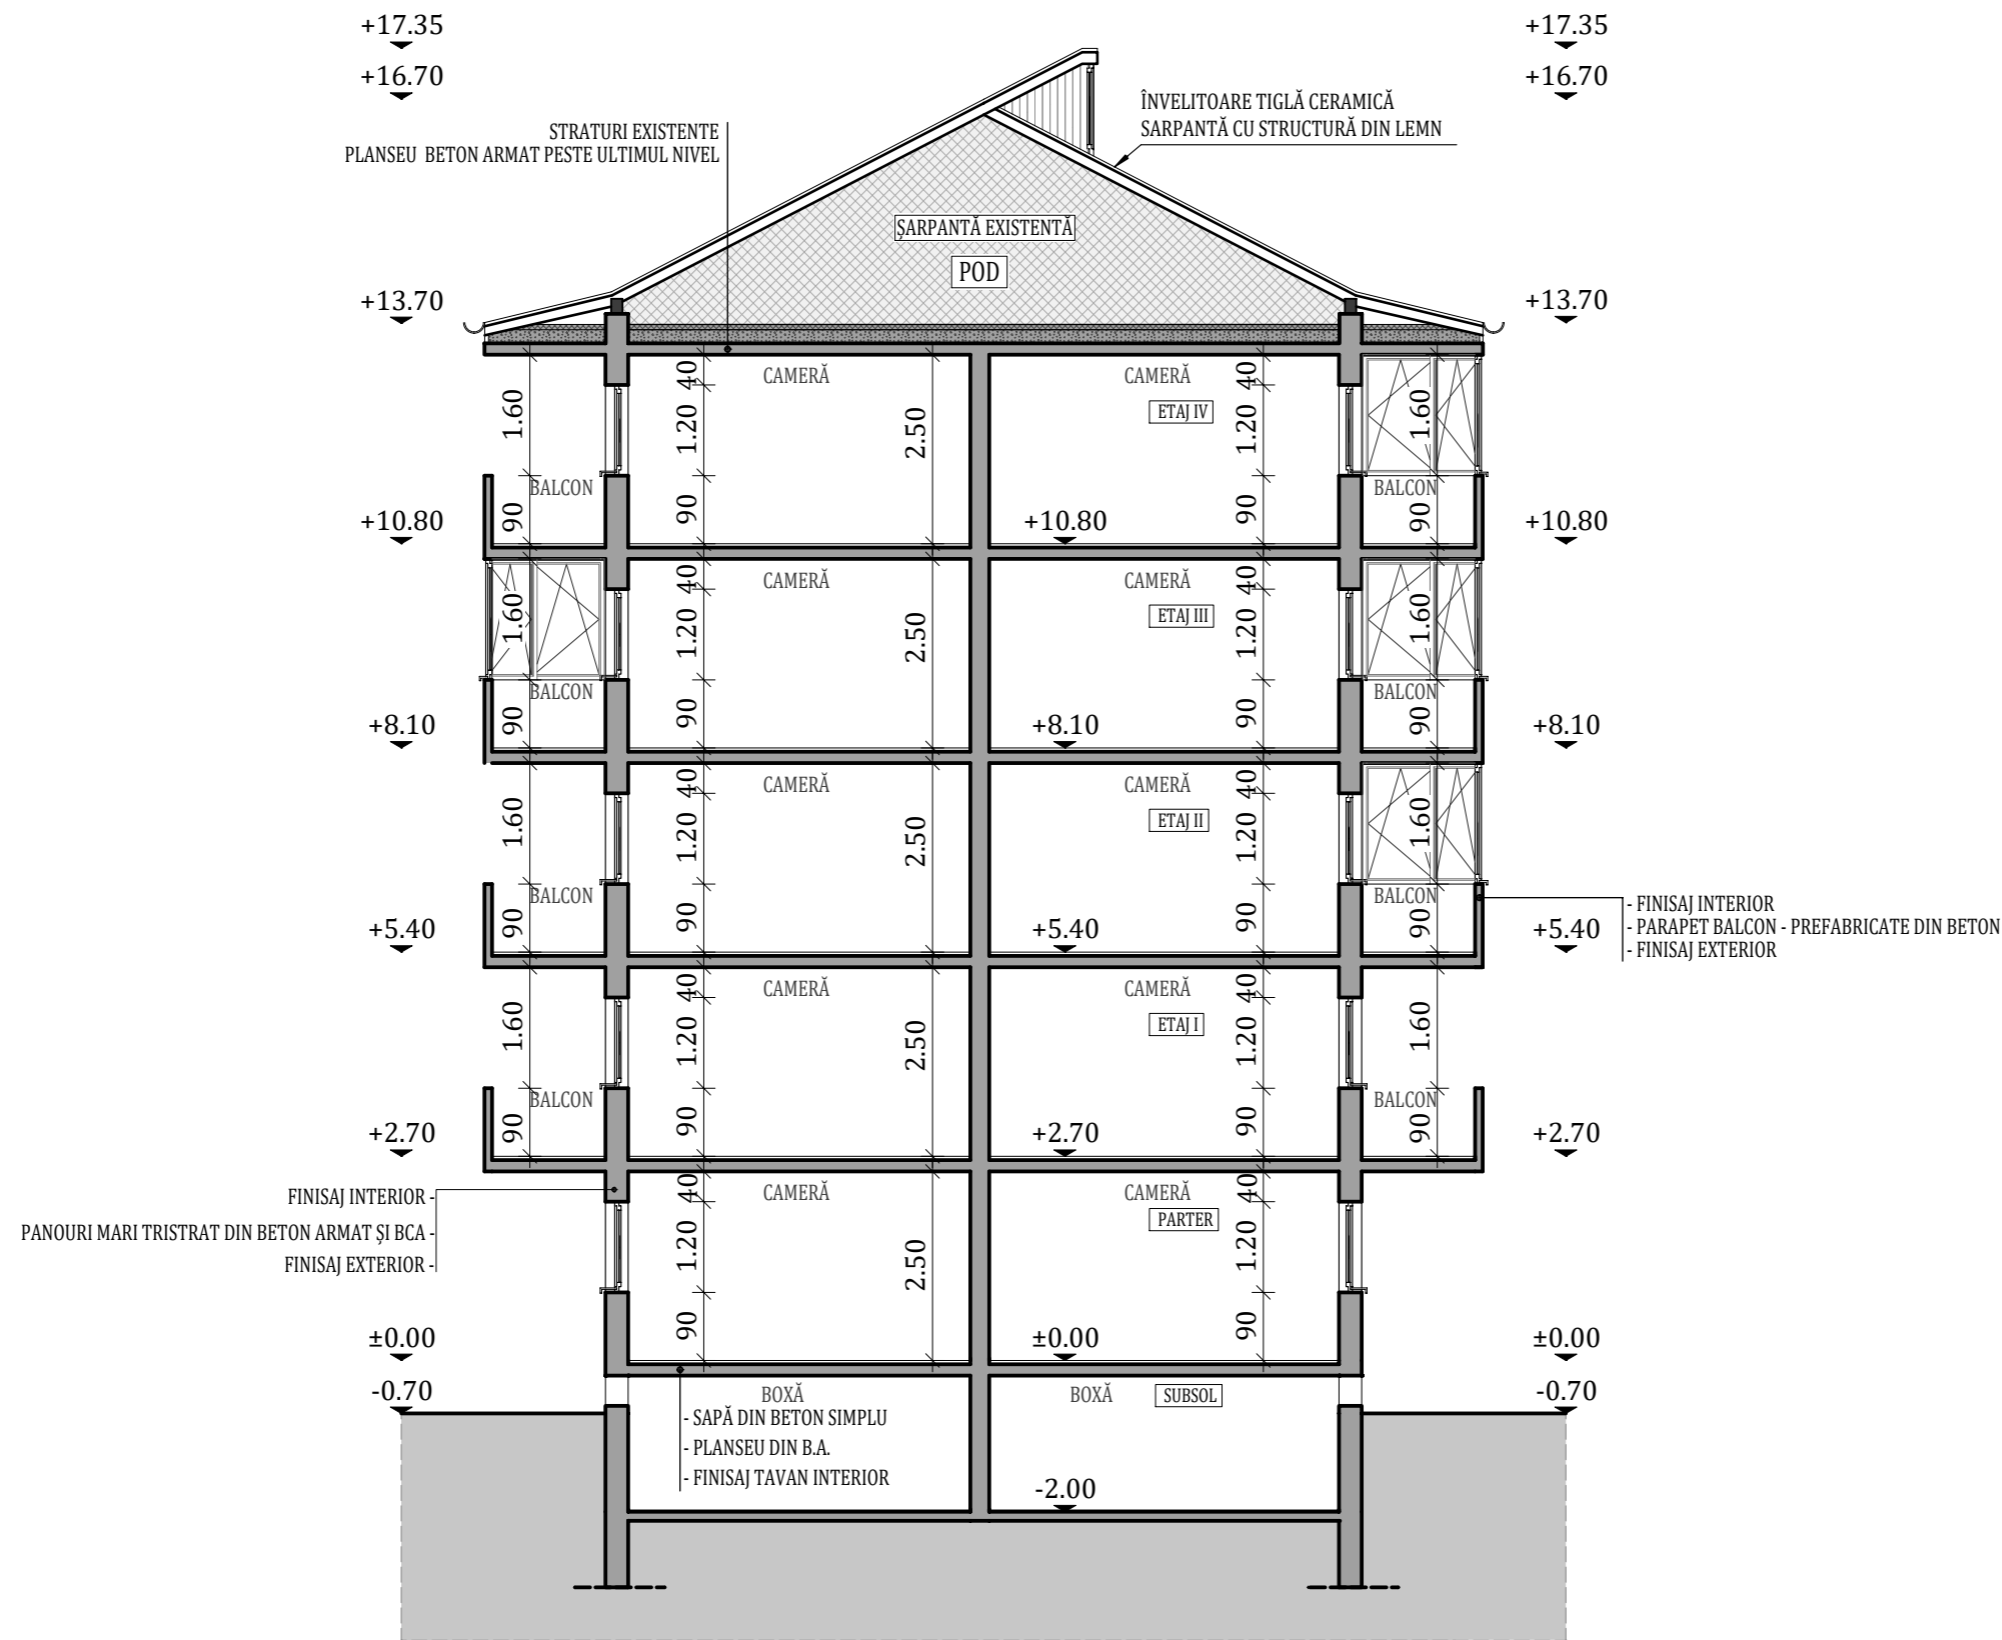 +17.35
+17.35
+16.70
+16.70
ÎNVELITOARE TIGLĂ CERAMICĂ
SARPANTĂ CU STRUCTURĂ DIN LEMN
STRATURI EXISTENTE
PLANSEU BETON ARMAT PESTE ULTIMUL NIVEL
ȘARPANTĂ EXISTENTĂ
POD
+13.70
+13.70
CAMERĂ
CAMERĂ
ETAJ IV
1.60
40
1.20
90
2.50
40
1.20
90
1.60
BALCON
90
BALCON
90
+10.80
+10.80
+10.80
CAMERĂ
CAMERĂ
ETAJ III
1.60
40
1.20
90
2.50
40
1.20
90
1.60
BALCON
90
BALCON
90
+8.10
+8.10
+8.10
CAMERĂ
CAMERĂ
ETAJ II
1.60
40
1.20
90
2.50
40
1.20
90
1.60
BALCON
90
BALCON
90
- FINISAJ INTERIOR
- PARAPET BALCON - PREFABRICATE DIN BETON
- FINISAJ EXTERIOR
+5.40
+5.40
+5.40
CAMERĂ
CAMERĂ
ETAJ I
1.60
40
1.20
90
2.50
40
1.20
90
1.60
BALCON
90
BALCON
90
+2.70
+2.70
+2.70
FINISAJ INTERIOR -
PANOURI MARI TRISTRAT DIN BETON ARMAT ȘI BCA -
FINISAJ EXTERIOR -
CAMERĂ
CAMERĂ
PARTER
40
1.20
90
2.50
40
1.20
90
±0.00
±0.00
±0.00
-0.70
-0.70
BOXĂ
BOXĂ
SUBSOL
- SAPĂ DIN BETON SIMPLU
- PLANSEU DIN B.A.
- FINISAJ TAVAN INTERIOR
-2.00